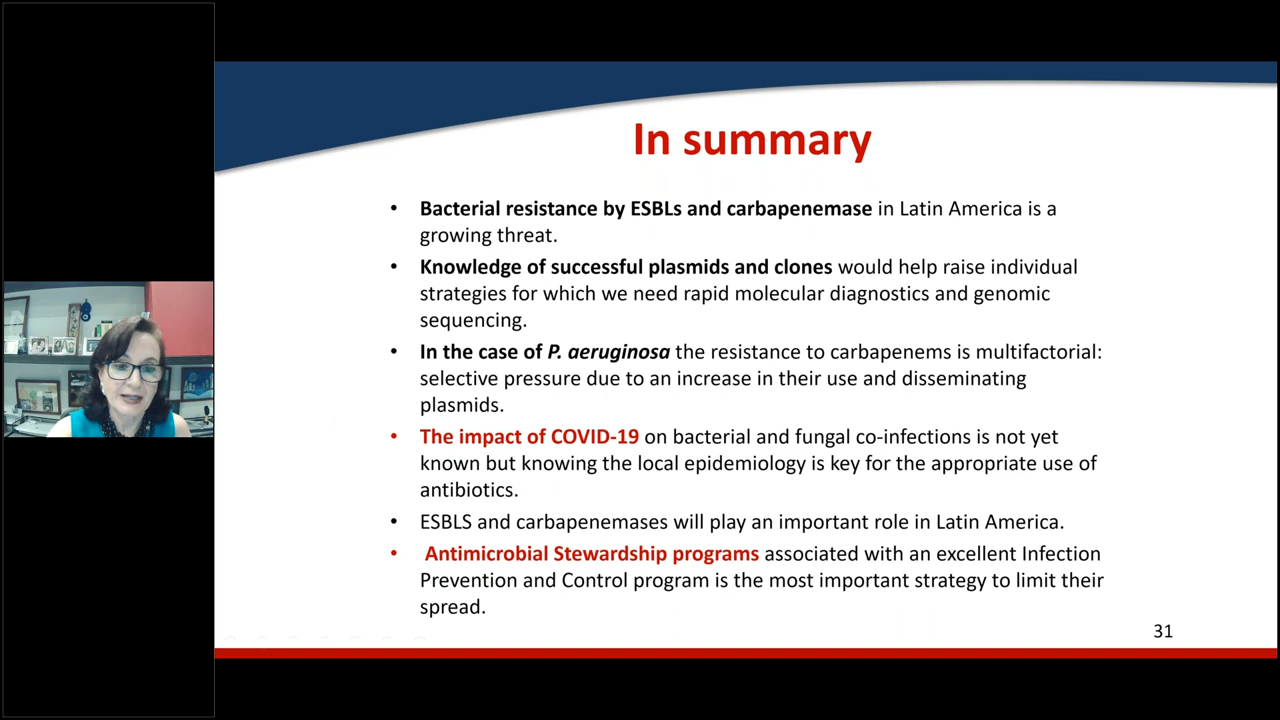 In summary
• Bacterial resistance by ESBLs and carbapenemase in Latin America is a
growing threat.
• Knowledge of successful plasmids and clones would help raise individual
strategies for which we need rapid molecular diagnostics and genomic
sequencing.
• In the case of P. aeruginosa the resistance to carbapenems is multifactorial:
selective pressure due to an increase in their use and disseminating
plasmids.
• The impact of COVID-19 on bacterial and fungal co-infections is not yet
known but knowing the local epidemiology is key for the appropriate use of
antibiotics.
• ESBLS and carbapenemases will play an important role in Latin America.
• Antimicrobial Stewardship programs associated with an excellent Infection
Prevention and Control program is the most important strategy to limit their
spread.
31